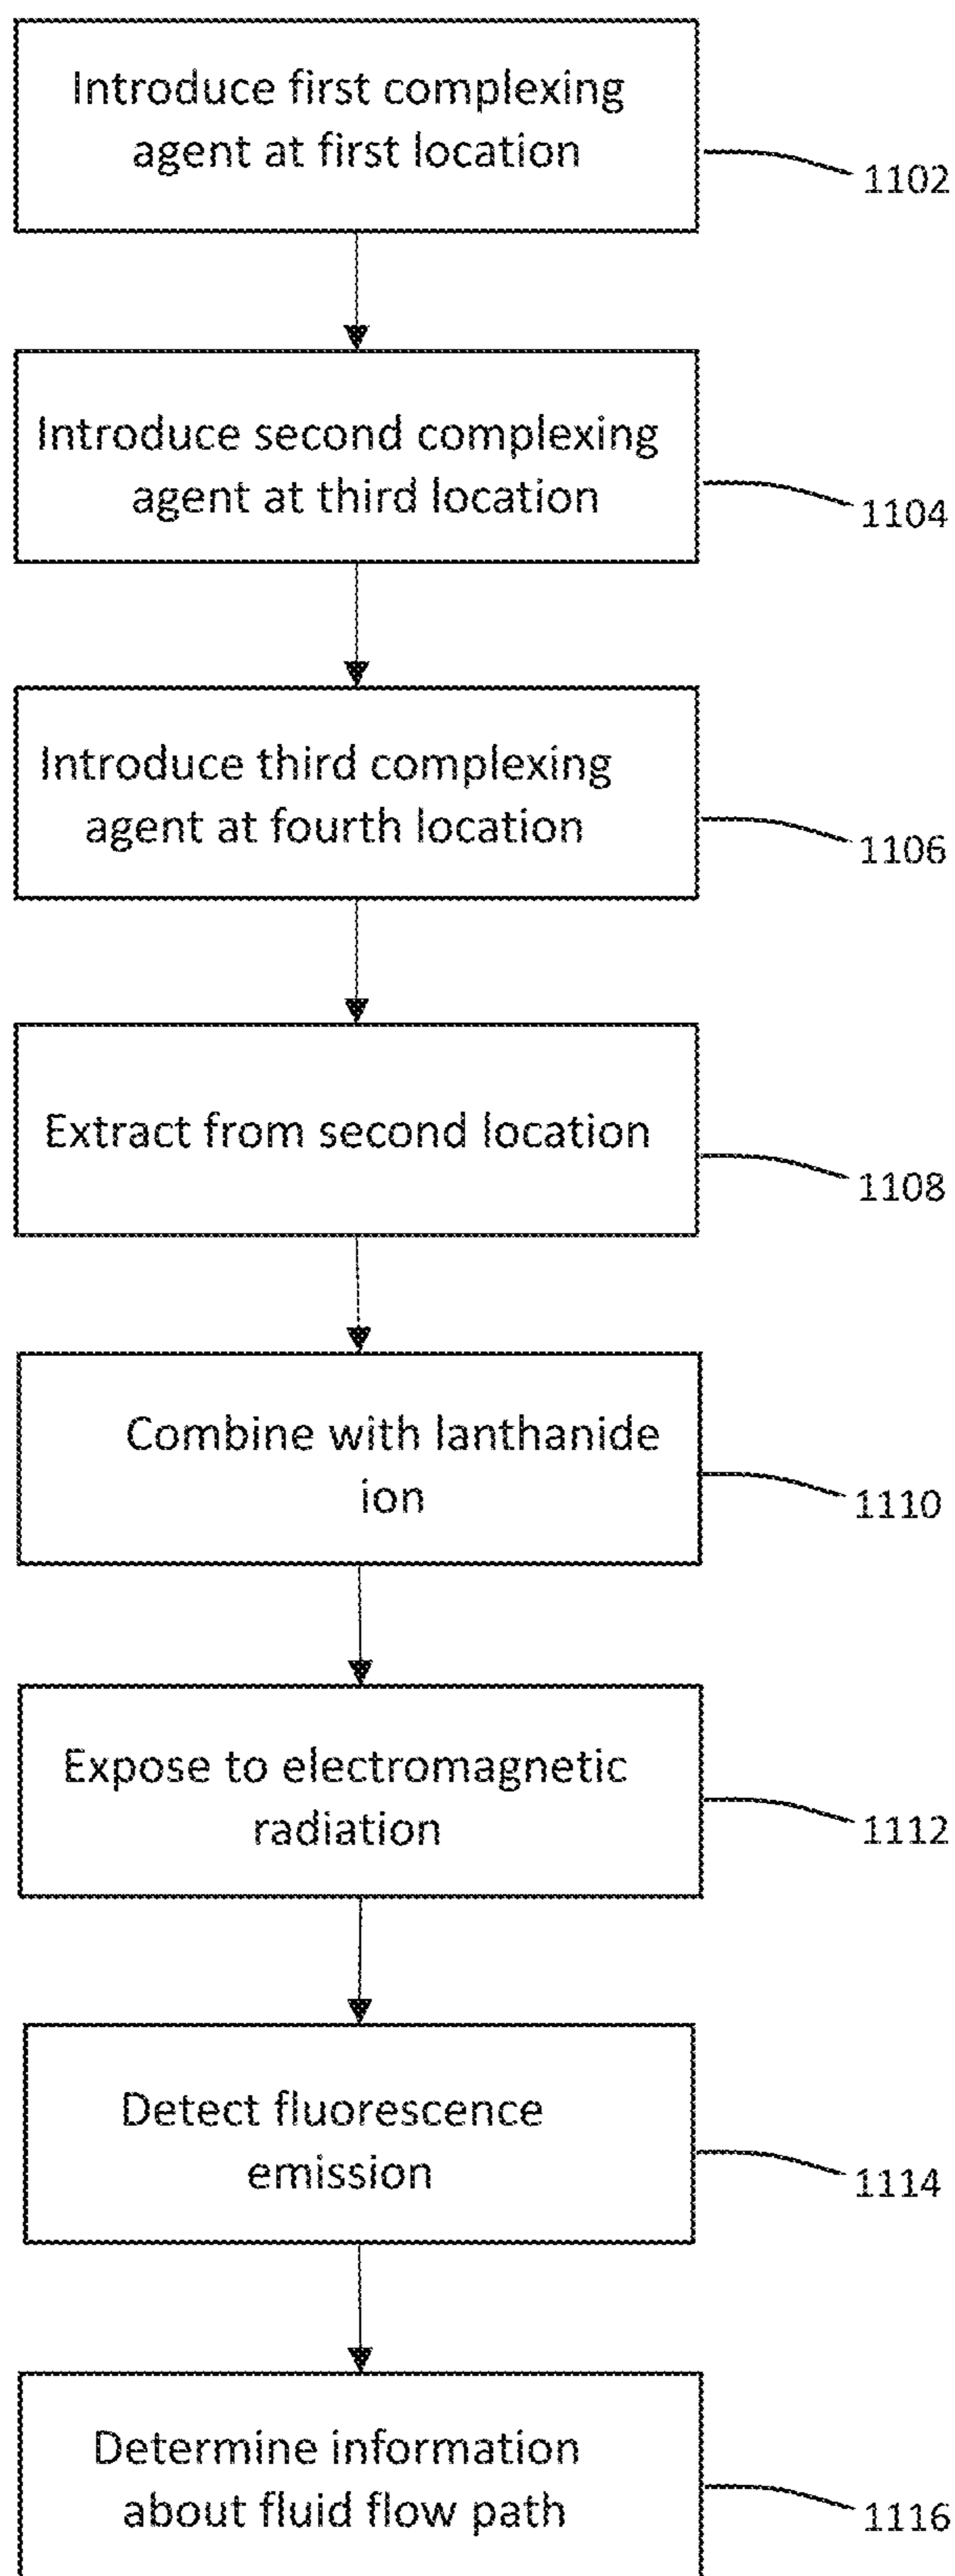 Introduce first complexing
agent at first location
1102
Introduce second complexing
agent at third location
1104
Introduce third complexing
agent at fourth location
1106
Extract from second location
1108
Combine with lanthanide
ion
1110
Expose to electromagnetic
radiation
1112
Detect fluorescence
emission
1114
Determine information
about fluid flow path
1116